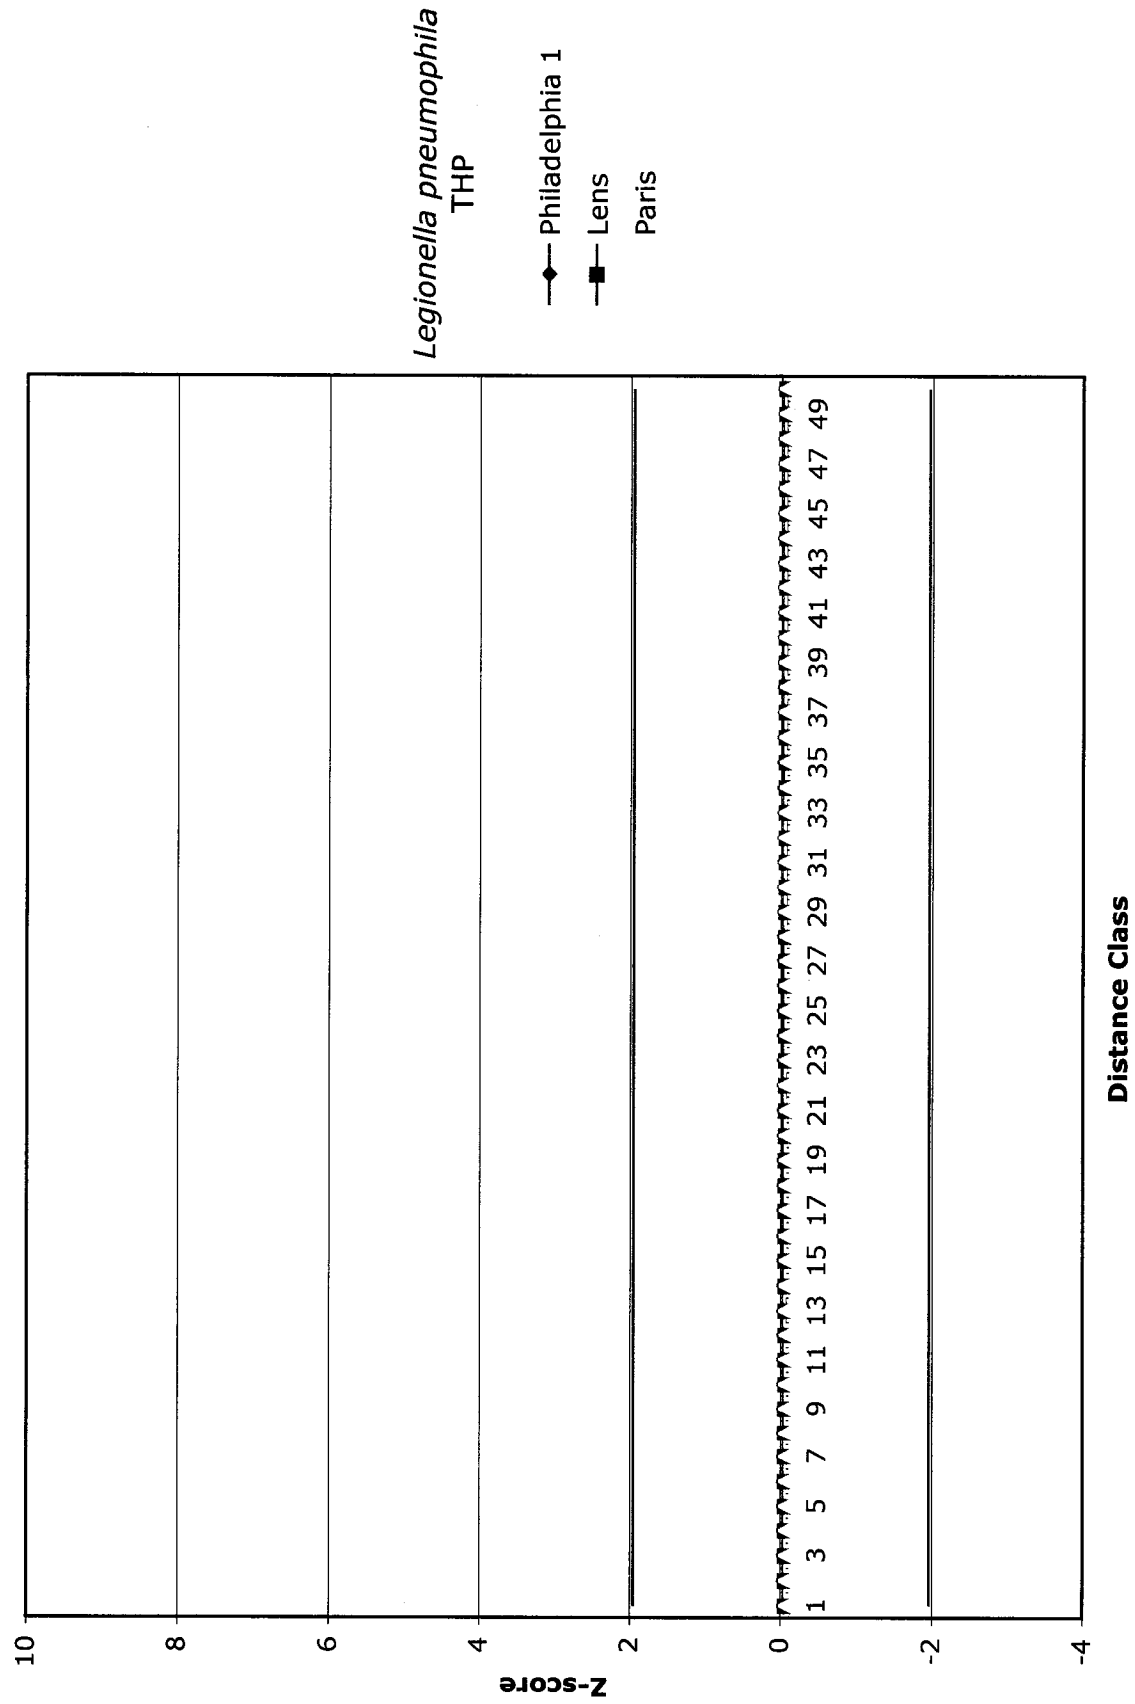 Legionella pneumophila
THP
Philadelphia 1
Lens
Paris
Z-score
10
8
6
4
2
0
-2
-4
1 3 5 7 9 11 13 15 17 19 21 23 25 27 29 31 33 35 37 39 41 43 45 47 49
Distance Class